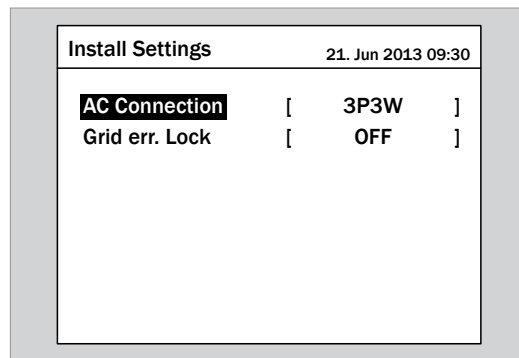 Install Settings 21. Jun 2013 09:30
AC Connection [ 3P3W ]
Grid err. Lock [ OFF ]